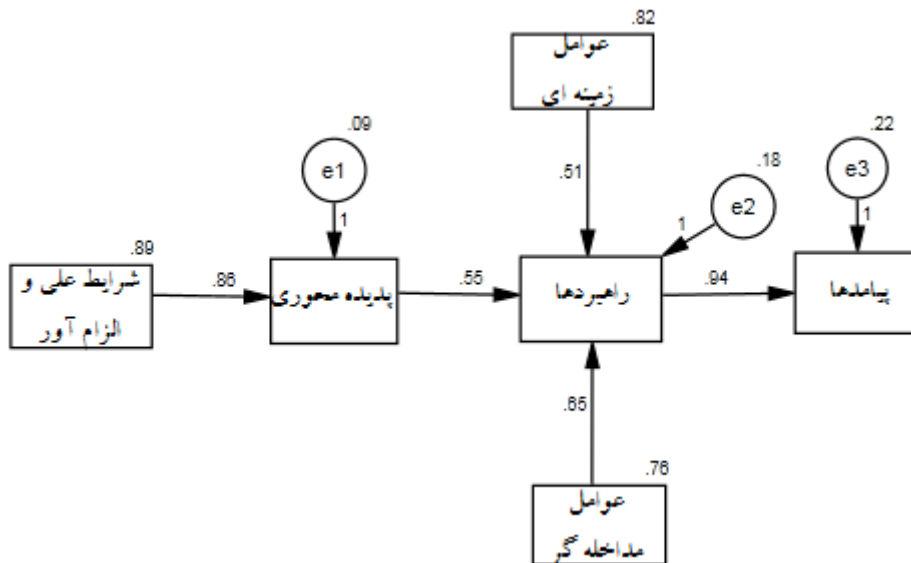 .82
عوامل
زمینه ای
.09
e1
1
.51
.18
e2
1
.22
e3
1
.89
شرایط علی و
الزام آور
.86
پدیده محوری
.55
راهبردها
.94
پیامدها
.65
.76
عوامل
مداخله گر